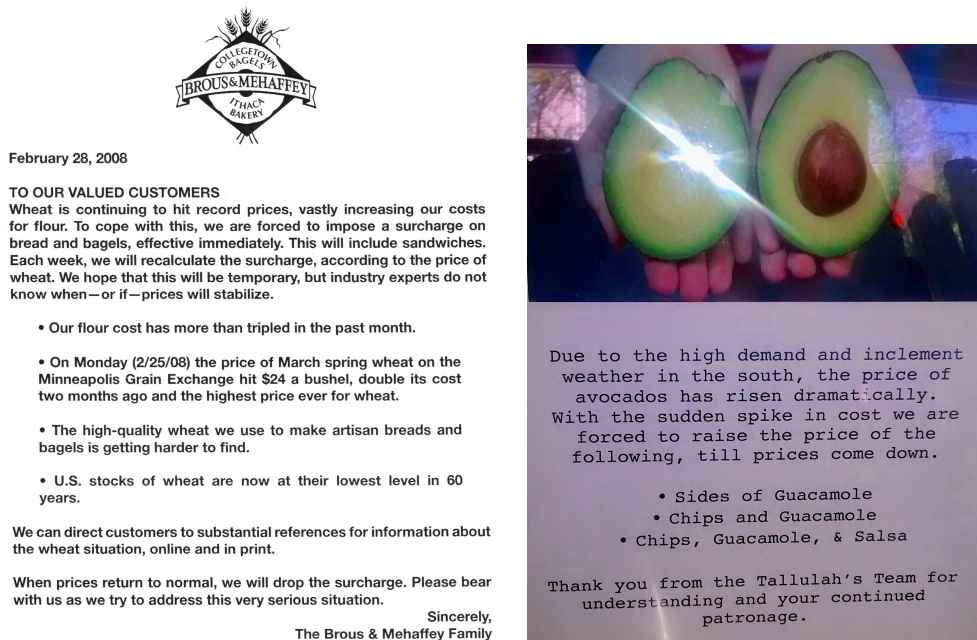 COLLEGETOWN
BAGELS
BROUS & MEHAFFEY
ITHACA
BAKERY
February 28, 2008
TO OUR VALUED CUSTOMERS
Wheat is continuing to hit record prices, vastly increasing our costs
for flour. To cope with this, we are forced to impose a surcharge on
bread and bagels, effective immediately. This will include sandwiches.
Each week, we will recalculate the surcharge, according to the price of
wheat. We hope that this will be temporary, but industry experts do not
know when—or if—prices will stabilize.
• Our flour cost has more than tripled in the past month.
• On Monday (2/25/08) the price of March spring wheat on the
Minneapolis Grain Exchange hit $24 a bushel, double its cost
two months ago and the highest price ever for wheat.
• The high-quality wheat we use to make artisan breads and
bagels is getting harder to find.
• U.S. stocks of wheat are now at their lowest level in 60
years.
We can direct customers to substantial references for information about
the wheat situation, online and in print.
When prices return to normal, we will drop the surcharge. Please bear
with us as we try to address this very serious situation.
Sincerely,
The Brous & Mehaffey Family
Due to the high demand and inclement
weather in the south, the price of
avocados has risen dramatically.
With the sudden spike in cost we are
forced to raise the price of the
following, till prices come down.
• Sides of Guacamole
• Chips and Guacamole
• Chips, Guacamole, & Salsa
Thank you from the Tallulah's Team for
understanding and your continued
patronage.